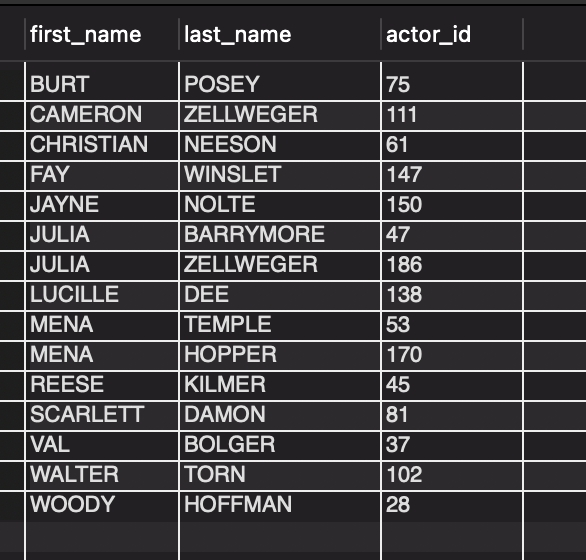 first_name last_name actor_id
BURT POSEY 75
CAMERON ZELLWEGER 111
CHRISTIAN NEESON 61
FAY WINSLET 147
JAYNE NOLTE 150
JULIA BARRYMORE 47
JULIA ZELLWEGER 186
LUCILLE DEE 138
MENA TEMPLE 53
MENA HOPPER 170
REESE KILMER 45
SCARLETT DAMON 81
VAL BOLGER 37
WALTER TORN 102
WOODY HOFFMAN 28